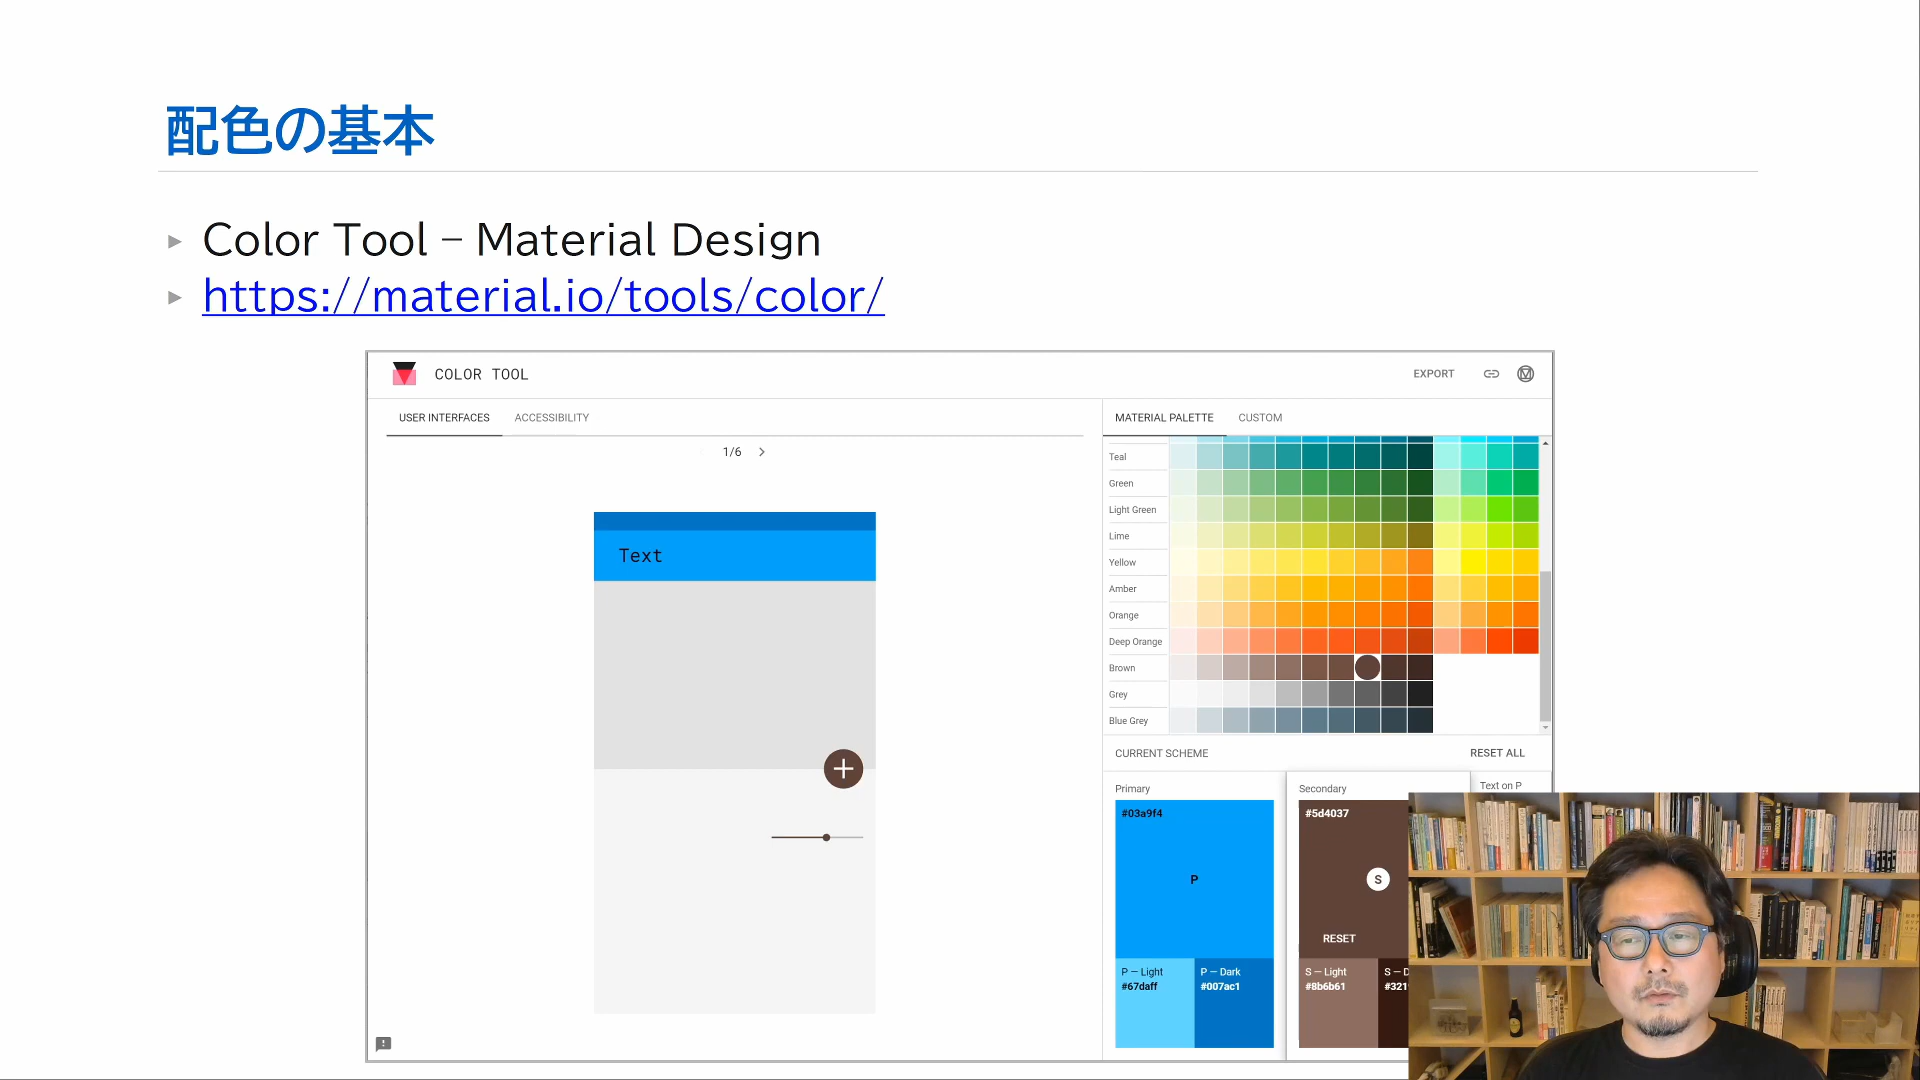 配色の基本
Color Tool – Material Design
https://material.io/tools/color/
COLOR TOOL
EXPORT
USER INTERFACES ACCESSIBILITY
MATERIAL PALETTE CUSTOM
1/6
Text
Teal
Green
Light Green
Lime
Yellow
Amber
Orange
Deep Orange
Brown
Grey
Blue Grey
CURRENT SCHEME RESET ALL
Primary
#03a9f4
P
P — Light
#67daff
P — Dark
#007ac1
Secondary
#5d4037
S
RESET
S — Light
#8b6b61
S — D
#321
Text on P